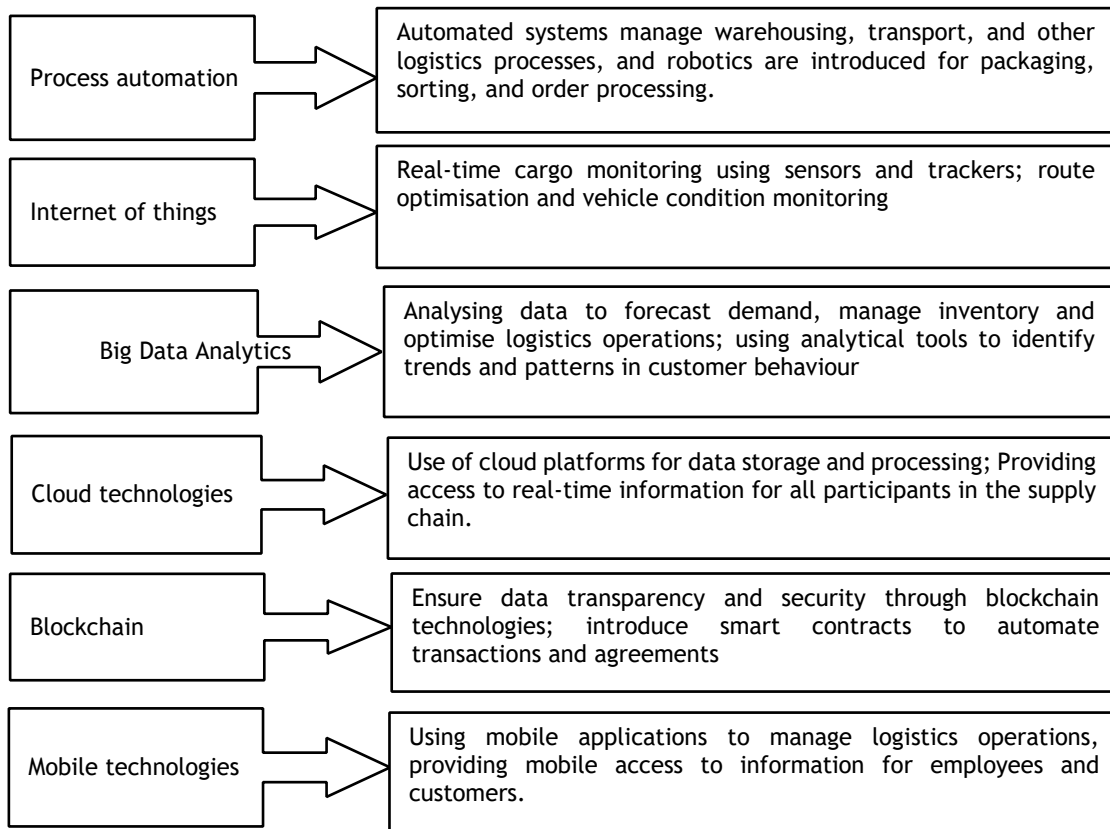 Process automation
Automated systems manage warehousing, transport, and other
logistics processes, and robotics are introduced for packaging,
sorting, and order processing.
Internet of things
Real-time cargo monitoring using sensors and trackers; route
optimisation and vehicle condition monitoring
Big Data Analytics
Analysing data to forecast demand, manage inventory and
optimise logistics operations; using analytical tools to identify
trends and patterns in customer behaviour
Cloud technologies
Use of cloud platforms for data storage and processing; Providing
access to real-time information for all participants in the supply
chain.
Blockchain
Ensure data transparency and security through blockchain
technologies; introduce smart contracts to automate
transactions and agreements
Mobile technologies
Using mobile applications to manage logistics operations,
providing mobile access to information for employees and
customers.